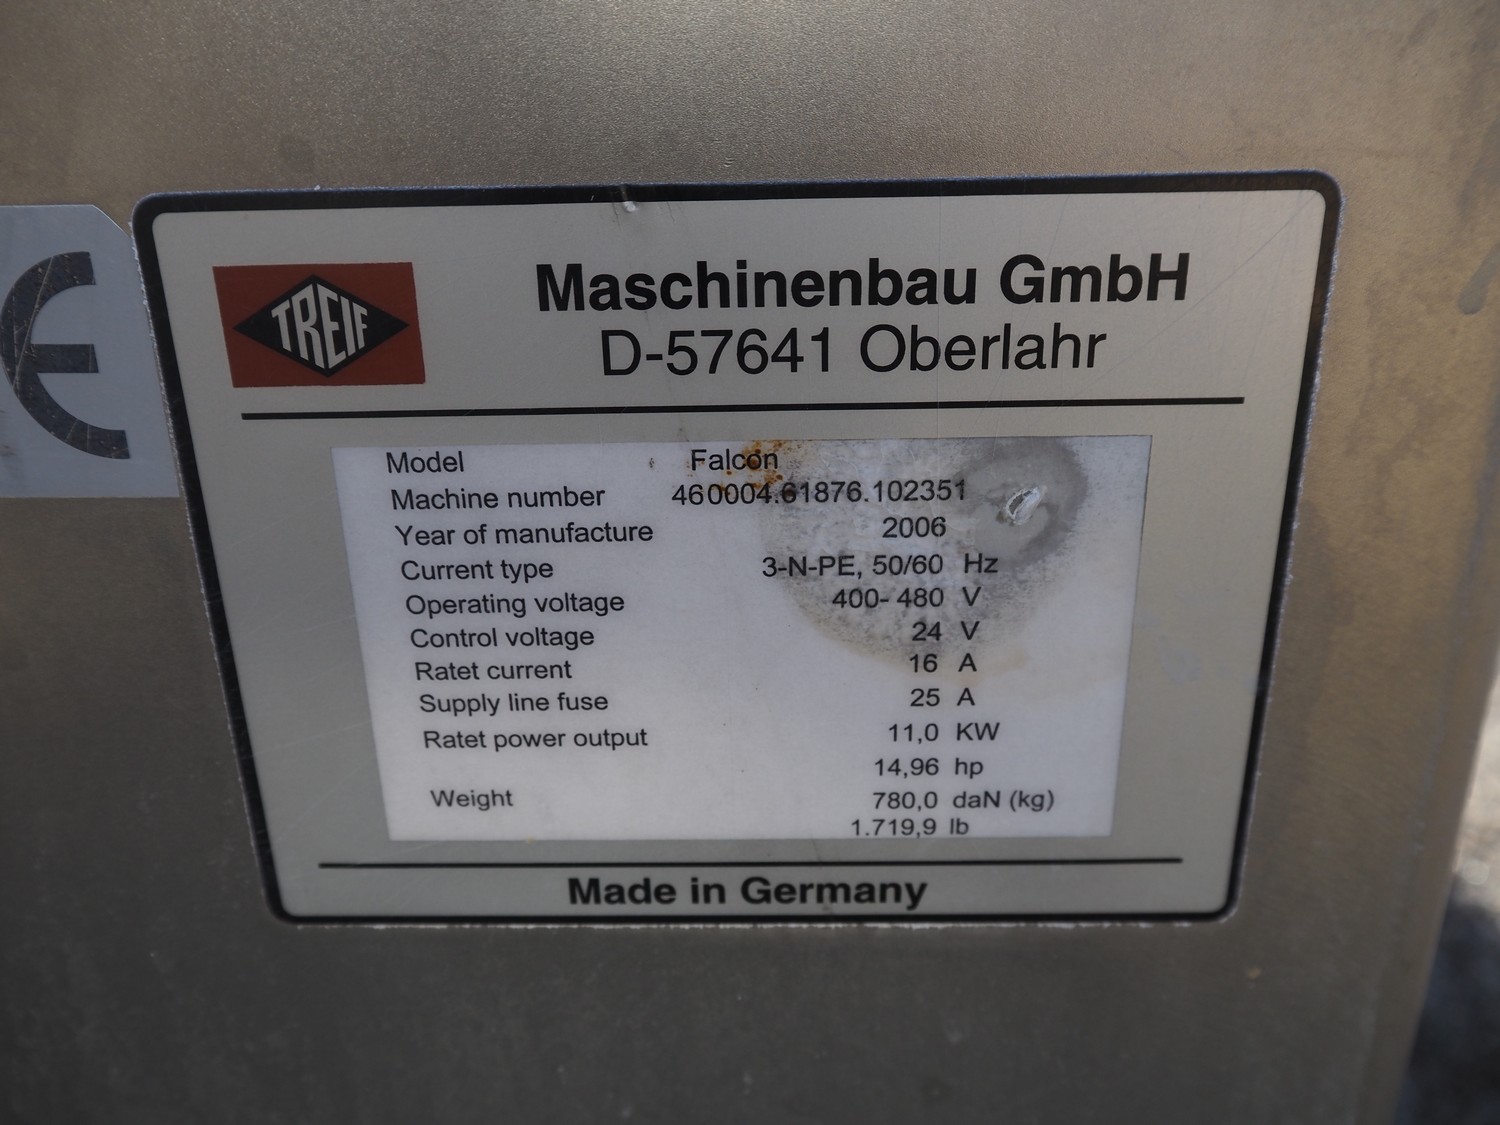 CE
TREIF
Maschinenbau GmbH
D-57641 Oberlahr
Model Falcon
Machine number 460004.61876.102351
Year of manufacture 2006
Current type 3-N-PE, 50/60 Hz
Operating voltage 400- 480 V
Control voltage 24 V
Ratet current 16 A
Supply line fuse 25 A
Ratet power output 11,0 KW
14,96 hp
Weight 780,0 daN (kg)
1.719,9 lb
Made in Germany